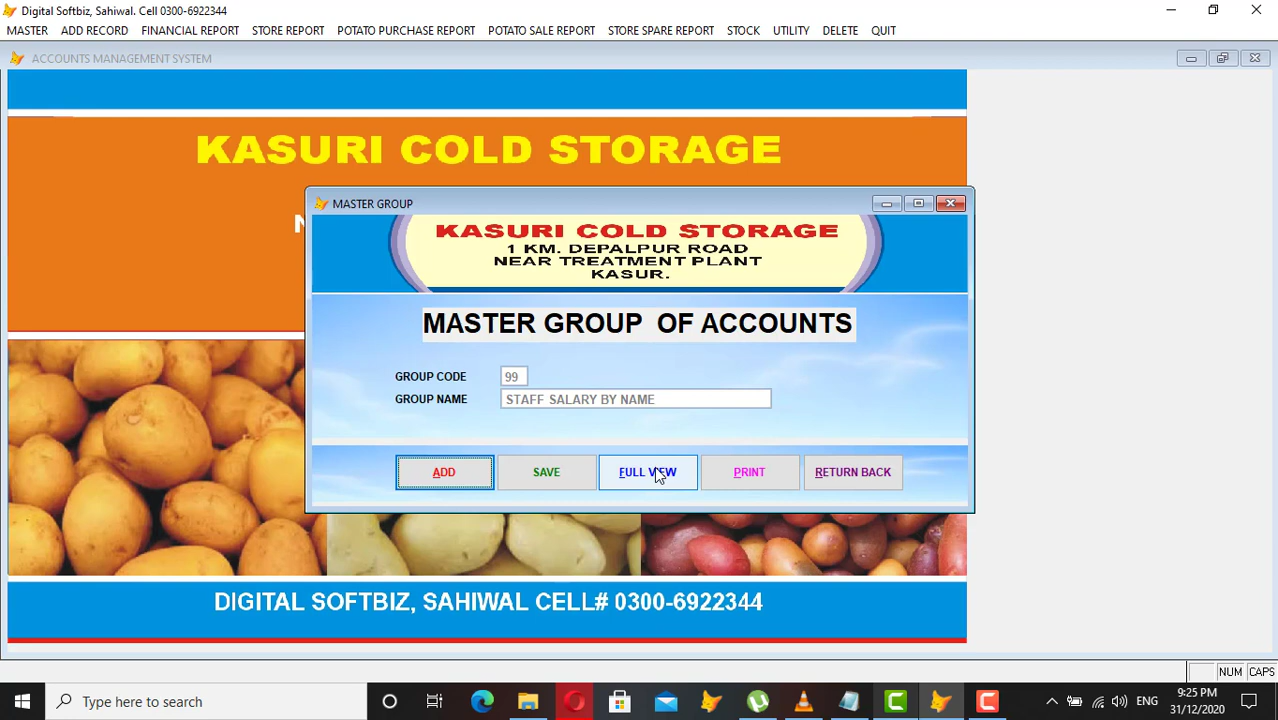 Digital Softbiz, Sahiwal. Cell 0300-6922344
MASTER ADD RECORD FINANCIAL REPORT STORE REPORT POTATO PURCHASE REPORT POTATO SALE REPORT STORE SPARE REPORT STOCK UTILITY DELETE QUIT
ACCOUNTS MANAGEMENT SYSTEM
KASURI COLD STORAGE
N
MASTER GROUP
KASURI COLD STORAGE
1 KM. DEPALPUR ROAD
NEAR TREATMENT PLANT
KASUR.
MASTER GROUP OF ACCOUNTS
GROUP CODE 99
GROUP NAME STAFF SALARY BY NAME
ADD SAVE FULL VIEW PRINT RETURN BACK
DIGITAL SOFTBIZ, SAHIWAL CELL# 0300-6922344
NUM CAPS
Type here to search
ENG
9:25 PM
31/12/2020